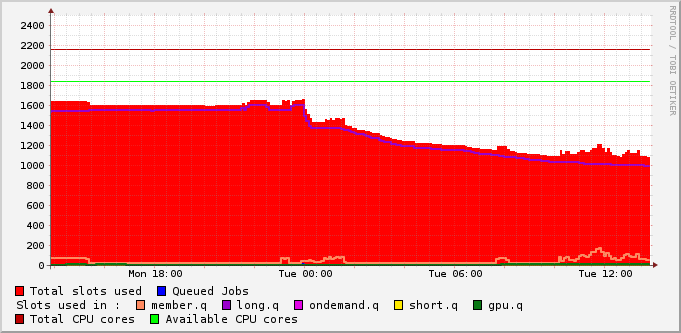 2400
2200
2000
1800
1600
1400
1200
1000
800
600
400
200
0
Mon 18:00 Tue 00:00 Tue 06:00 Tue 12:00
Total slots used Queued Jobs
Slots used in : member.q long.q ondemand.q short.q gpu.q
Total CPU cores Available CPU cores
RRDTOOL / TOBI OETIKER